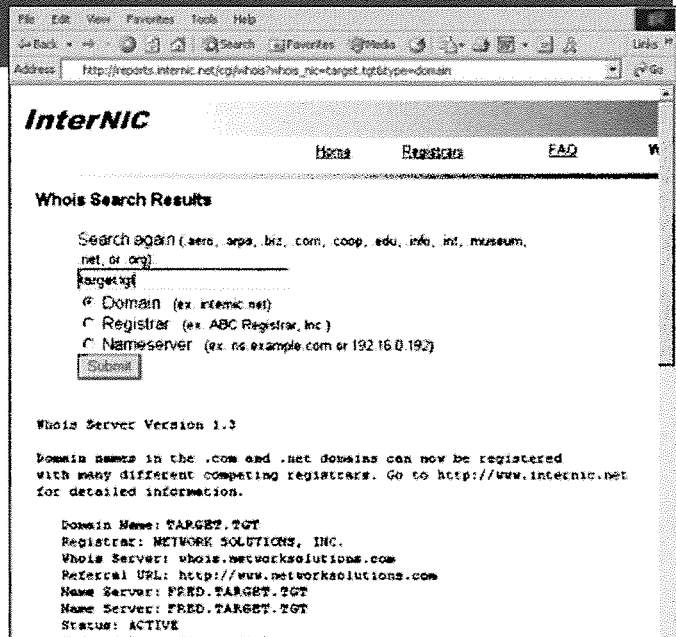 File Edit View Favorites Tools Help
Back Search Favorites Media Links »
Address http://reports.internic.net/cgi/whois?whois_nic=target.tgt&type=domain Go
InterNIC
Home Registrars FAQ W
Whois Search Results
Search again (.aero, .arpa, .biz, .com, .coop, .edu, .info, .int, .museum,
.net, or .org)
target.tgt
Domain (ex. internic.net)
Registrar (ex. ABC Registrar, Inc.)
Nameserver (ex. ns.example.com or 192.16.0.192)
Submit
Whois Server Version 1.3
Domain names in the .com and .net domains can now be registered
with many different competing registrars. Go to http://www.internic.net
for detailed information.
Domain Name: TARGET.TGT
Registrar: NETWORK SOLUTIONS, INC.
Whois Server: whois.networksolutions.com
Referral URL: http://www.networksolutions.com
Name Server: FRED.TARGET.TGT
Name Server: FRED.TARGET.TGT
Status: ACTIVE